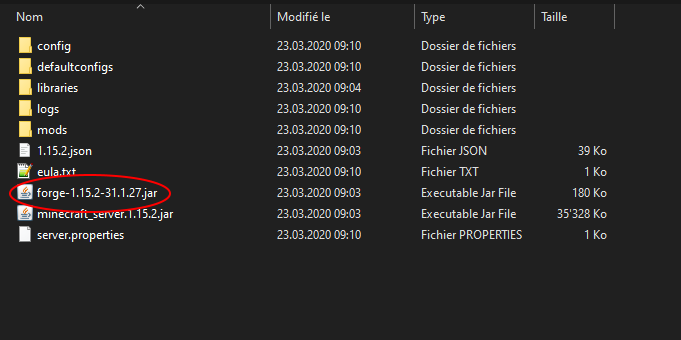 Nom Modifié le Type Taille
config 23.03.2020 09:10 Dossier de fichiers
defaultconfigs 23.03.2020 09:10 Dossier de fichiers
libraries 23.03.2020 09:04 Dossier de fichiers
logs 23.03.2020 09:10 Dossier de fichiers
mods 23.03.2020 09:10 Dossier de fichiers
1.15.2.json 23.03.2020 09:03 Fichier JSON 39 Ko
eula.txt 23.03.2020 09:10 Fichier TXT 1 Ko
forge-1.15.2-31.1.27.jar 23.03.2020 09:03 Executable Jar File 180 Ko
minecraft_server.1.15.2.jar 23.03.2020 09:03 Executable Jar File 35'328 Ko
server.properties 23.03.2020 09:10 Fichier PROPERTIES 1 Ko